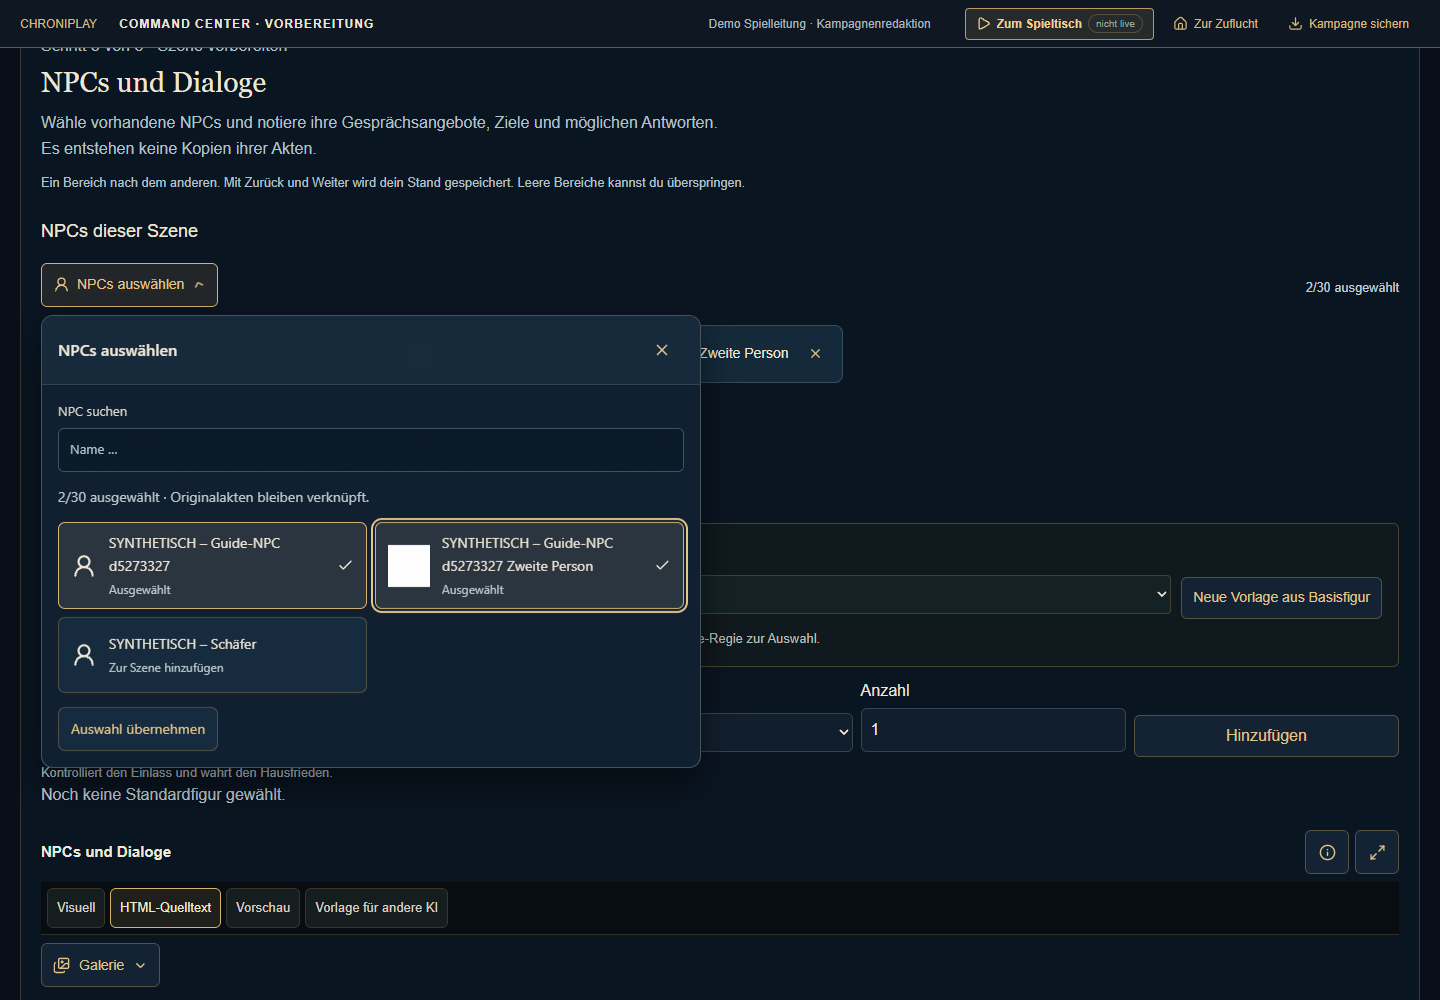 CHRONIPLAY COMMAND CENTER · VORBEREITUNG
Demo Spielleitung · Kampagnenredaktion
Zum Spieltisch nicht live
Zur Zuflucht
Kampagne sichern
NPCs und Dialoge
Wähle vorhandene NPCs und notiere ihre Gesprächsangebote, Ziele und möglichen Antworten.
Es entstehen keine Kopien ihrer Akten.
Ein Bereich nach dem anderen. Mit Zurück und Weiter wird dein Stand gespeichert. Leere Bereiche kannst du überspringen.
NPCs dieser Szene
NPCs auswählen
2/30 ausgewählt
NPCs auswählen
Zweite Person
NPC suchen
Name ...
2/30 ausgewählt · Originalakten bleiben verknüpft.
SYNTHETISCH – Guide-NPC
d5273327
Ausgewählt
SYNTHETISCH – Guide-NPC
d5273327 Zweite Person
Ausgewählt
SYNTHETISCH – Schäfer
Zur Szene hinzufügen
Auswahl übernehmen
Neue Vorlage aus Basisfigur
e-Regie zur Auswahl.
Anzahl
1
Hinzufügen
Kontrolliert den Einlass und wahrt den Hausfrieden.
Noch keine Standardfigur gewählt.
NPCs und Dialoge
Visuell
HTML-Quelltext
Vorschau
Vorlage für andere KI
Galerie